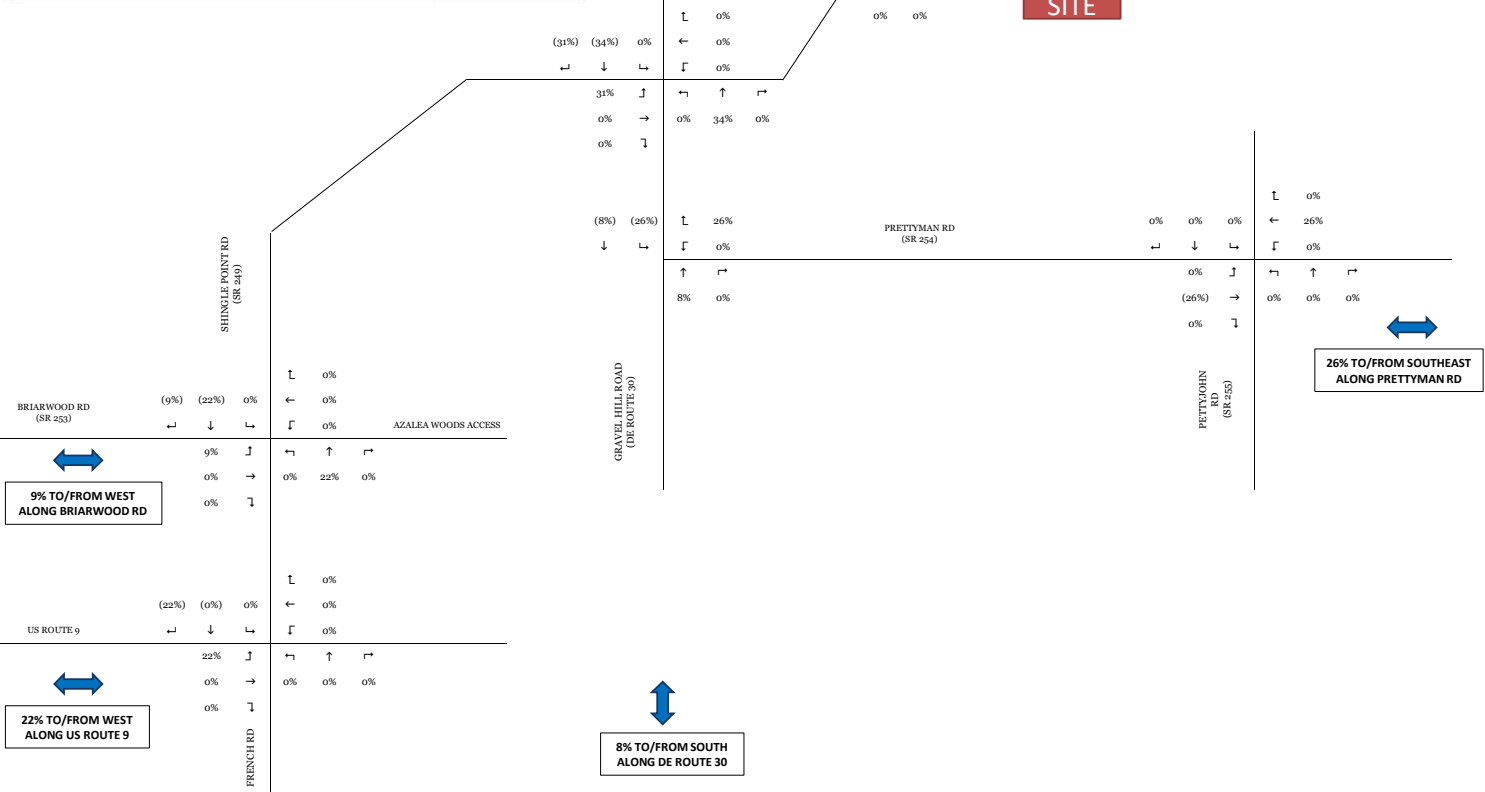 SITE
↑ 0%
0% 0%
(31%) (34%) 0% ← 0%
↵ ↓ ↳ ↓ 0%
31% ↑ ↰ ↑ ↱
0% → 0% 34% 0%
0% ↴
↑ 0%
(8%) (26%) ↑ 26%
PRETTYMAN RD
(SR 254)
0% 0% 0% ← 26%
↓ ↳ ↓ 0%
↵ ↓ ↳ ↓ 0%
↑ ↱
8% 0%
0% ↑ ↰ ↑ ↱
(26%) → 0% 0% 0%
0% ↴
26% TO/FROM SOUTHEAST
ALONG PRETTYMAN RD
SHINGLE POINT RD
(SR 249)
GRAVEL HILL ROAD
(DE ROUTE 30)
PETTYJOHN
RD
(SR 255)
↑ 0%
BRIARWOOD RD
(SR 253)
(9%) (22%) 0% ← 0%
↵ ↓ ↳ ↓ 0%
AZALEA WOODS ACCESS
9% ↑ ↰ ↑ ↱
0% → 0% 22% 0%
0% ↴
9% TO/FROM WEST
ALONG BRIARWOOD RD
↑ 0%
(22%) (0%) 0% ← 0%
US ROUTE 9
↵ ↓ ↳ ↓ 0%
22% ↑ ↰ ↑ ↱
0% → 0% 0% 0%
0% ↴
22% TO/FROM WEST
ALONG US ROUTE 9
FRENCH RD
8% TO/FROM SOUTH
ALONG DE ROUTE 30